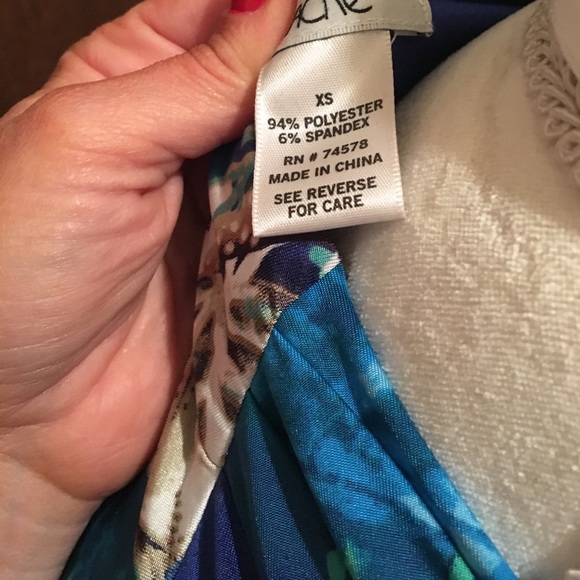 XS
94% POLYESTER
6% SPANDEX
RN # 74578
MADE IN CHINA
SEE REVERSE
FOR CARE